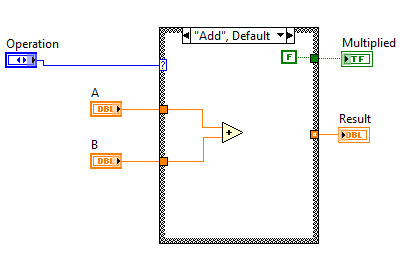 "Add", Default
Operation
Multiplied
?
F
TF
A
DBL
+
Result
DBL
B
DBL